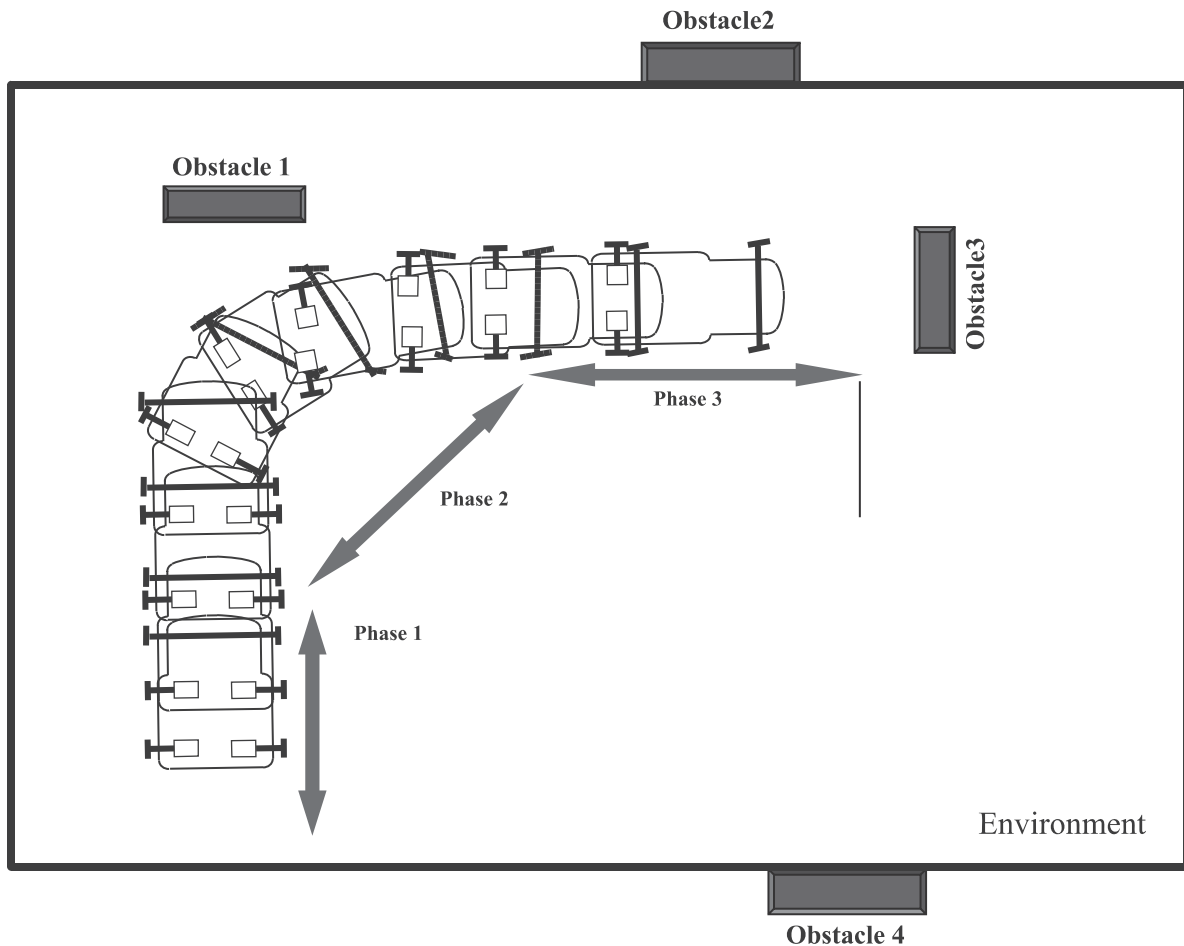 Obstacle2
Obstacle 1
Obstacle3
Phase 3
Phase 2
Phase 1
Environment
Obstacle 4